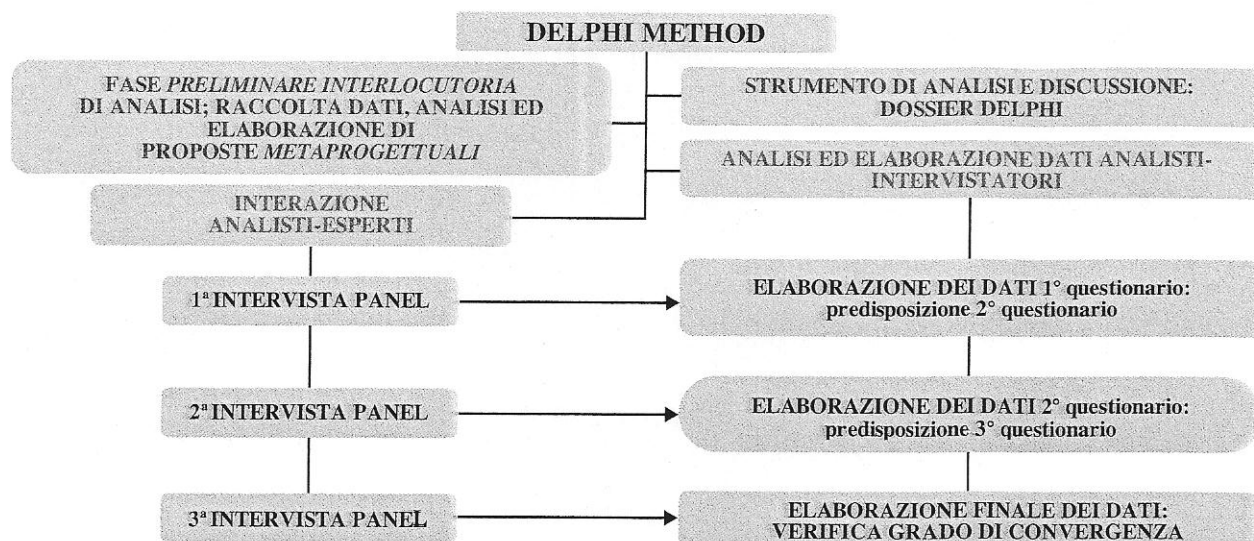 DELPHI METHOD
FASE PRELIMINARE INTERLOCUTORIA
DI ANALISI; RACCOLTA DATI, ANALISI ED
ELABORAZIONE DI
PROPOSTE METAPROGETTUALI
STRUMENTO DI ANALISI E DISCUSSIONE:
DOSSIER DELPHI
ANALISI ED ELABORAZIONE DATI ANALISTI-
INTERVISTATORI
INTERAZIONE
ANALISTI-ESPERTI
1ª INTERVISTA PANEL
ELABORAZIONE DEI DATI 1° questionario:
predisposizione 2° questionario
2ª INTERVISTA PANEL
ELABORAZIONE DEI DATI 2° questionario:
predisposizione 3° questionario
3ª INTERVISTA PANEL
ELABORAZIONE FINALE DEI DATI:
VERIFICA GRADO DI CONVERGENZA